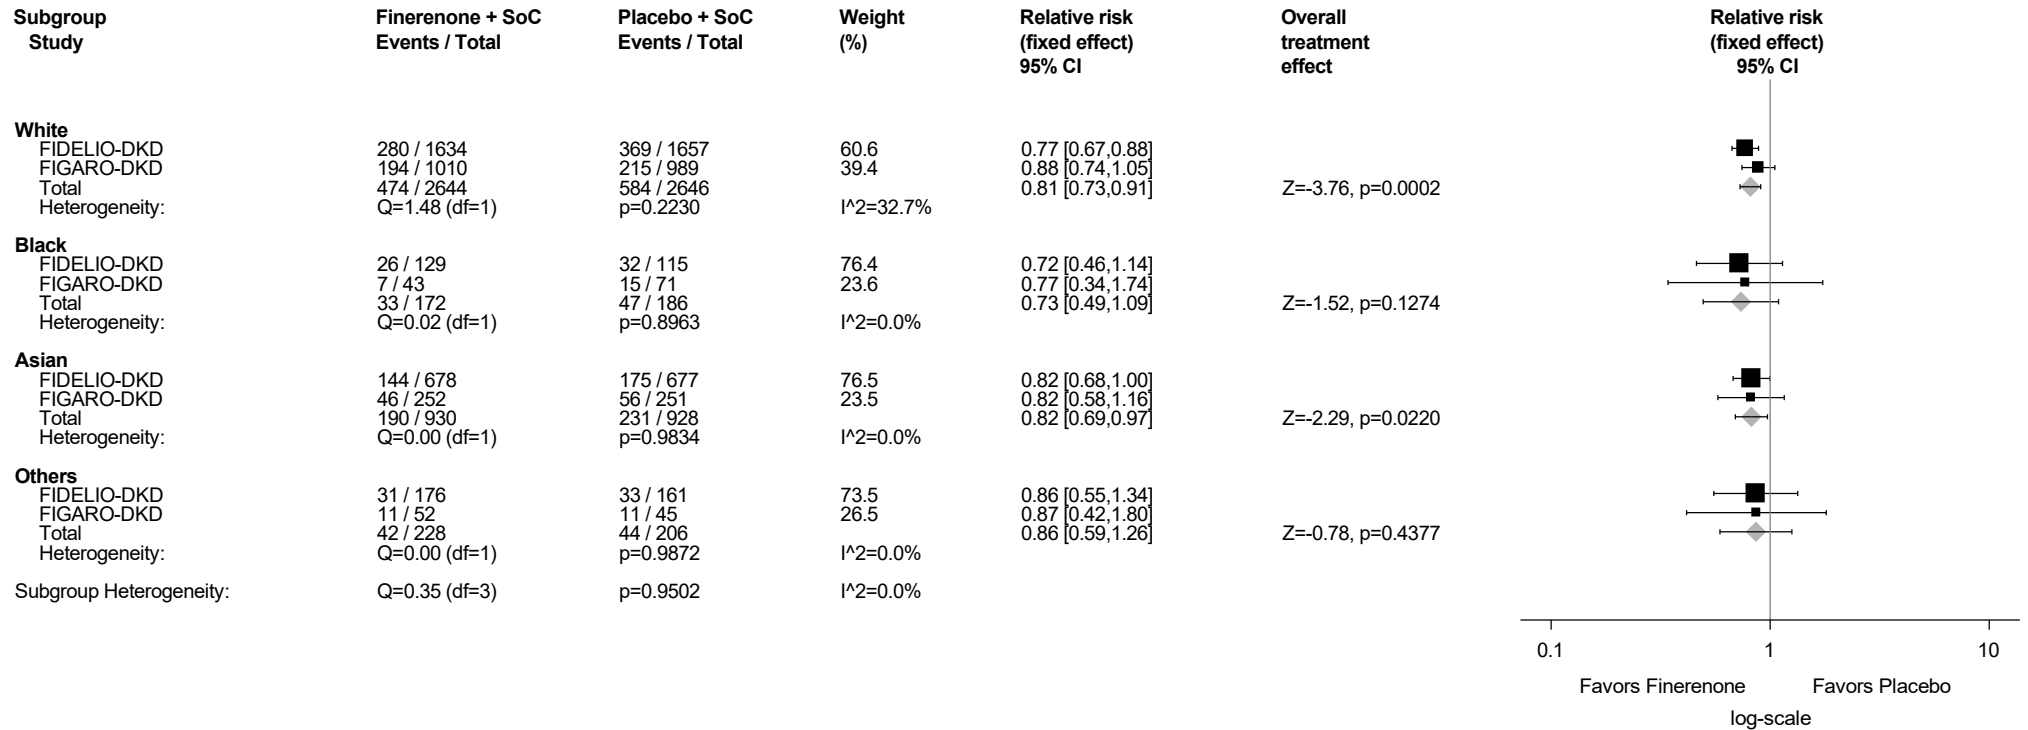 Subgroup Finerenone + SoC Placebo + SoC Weight Relative risk Overall Relative risk
Study Events / Total Events / Total (%) (fixed effect) treatment (fixed effect)
95% CI effect 95% CI
White
FIDELIO-DKD 280 / 1634 369 / 1657 60.6 0.77 [0.67,0.88]
FIGARO-DKD 194 / 1010 215 / 989 39.4 0.88 [0.74,1.05]
Total 474 / 2644 584 / 2646 0.81 [0.73,0.91] Z=-3.76, p=0.0002
Heterogeneity: Q=1.48 (df=1) p=0.2230 I^2=32.7%
Black
FIDELIO-DKD 26 / 129 32 / 115 76.4 0.72 [0.46,1.14]
FIGARO-DKD 7 / 43 15 / 71 23.6 0.77 [0.34,1.74]
Total 33 / 172 47 / 186 0.73 [0.49,1.09] Z=-1.52, p=0.1274
Heterogeneity: Q=0.02 (df=1) p=0.8963 I^2=0.0%
Asian
FIDELIO-DKD 144 / 678 175 / 677 76.5 0.82 [0.68,1.00]
FIGARO-DKD 46 / 252 56 / 251 23.5 0.82 [0.58,1.16]
Total 190 / 930 231 / 928 0.82 [0.69,0.97] Z=-2.29, p=0.0220
Heterogeneity: Q=0.00 (df=1) p=0.9834 I^2=0.0%
Others
FIDELIO-DKD 31 / 176 33 / 161 73.5 0.86 [0.55,1.34]
FIGARO-DKD 11 / 52 11 / 45 26.5 0.87 [0.42,1.80]
Total 42 / 228 44 / 206 0.86 [0.59,1.26] Z=-0.78, p=0.4377
Heterogeneity: Q=0.00 (df=1) p=0.9872 I^2=0.0%
Subgroup Heterogeneity: Q=0.35 (df=3) p=0.9502 I^2=0.0%
0.1 1 10
Favors Finerenone Favors Placebo
log-scale